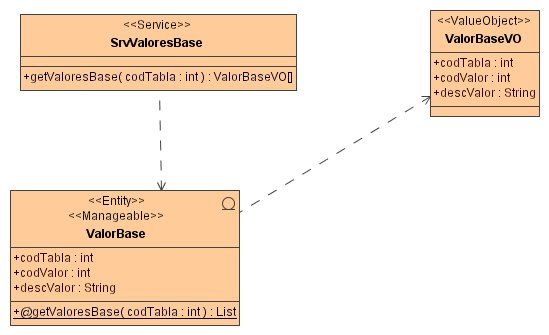 <<Service>>
SrvValoresBase
+getValoresBase( codTabla : int ) : ValorBaseVO[]
<<ValueObject>>
ValorBaseVO
+codTabla : int
+codValor : int
+descValor : String
<<Entity>>
<<Manageable>>
ValorBase
+codTabla : int
+codValor : int
+descValor : String
+@getValoresBase( codTabla : int ) : List